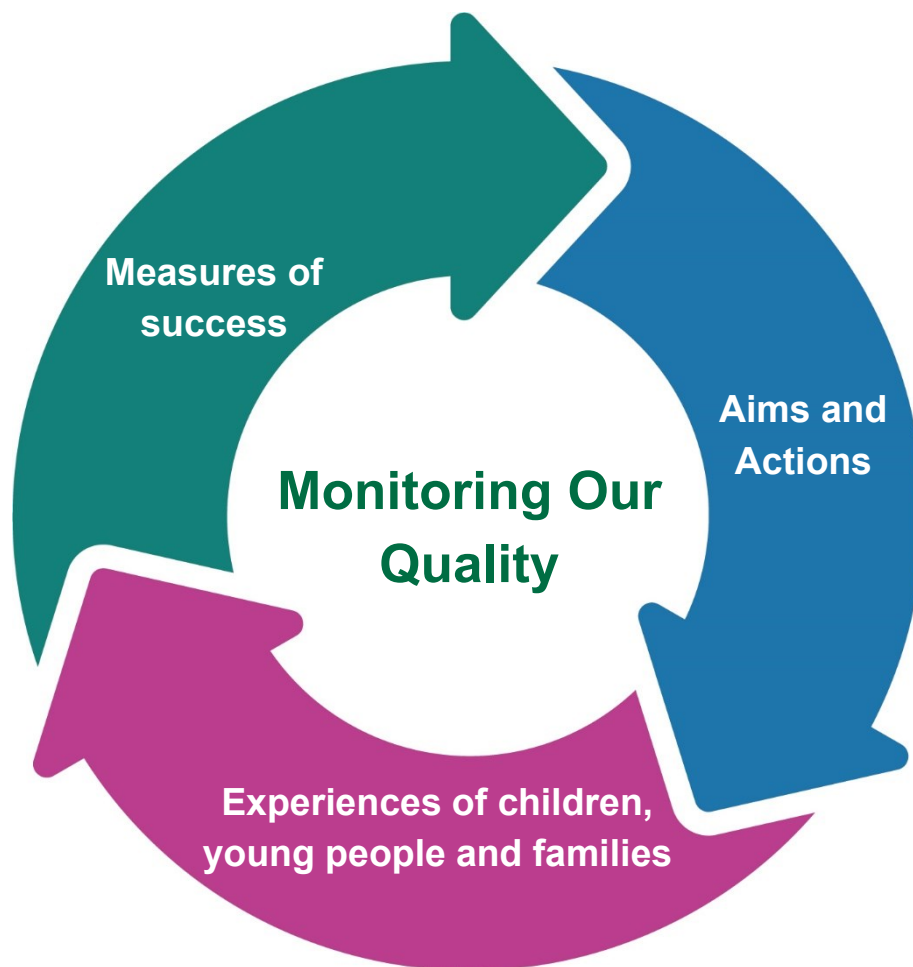 Measures of
success
Aims and
Actions
Monitoring Our
Quality
Experiences of children,
young people and families